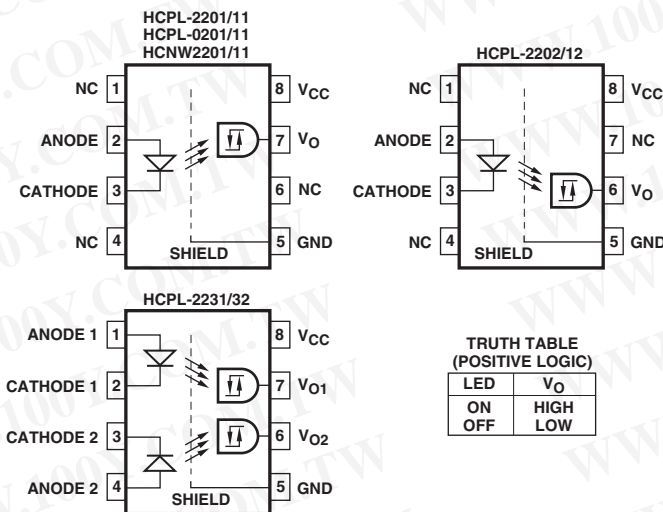 HCPL-2201/11
HCPL-0201/11
HCNW2201/11
NC 1
ANODE 2
CATHODE 3
NC 4
8 VCC
7 VO
6 NC
5 GND
SHIELD
HCPL-2202/12
NC 1
ANODE 2
CATHODE 3
NC 4
8 VCC
7 NC
6 VO
5 GND
SHIELD
HCPL-2231/32
ANODE 1 1
CATHODE 1 2
CATHODE 2 3
ANODE 2 4
8 VCC
7 VO1
6 VO2
5 GND
SHIELD
TRUTH TABLE
(POSITIVE LOGIC)
LED VO
ON HIGH
OFF LOW